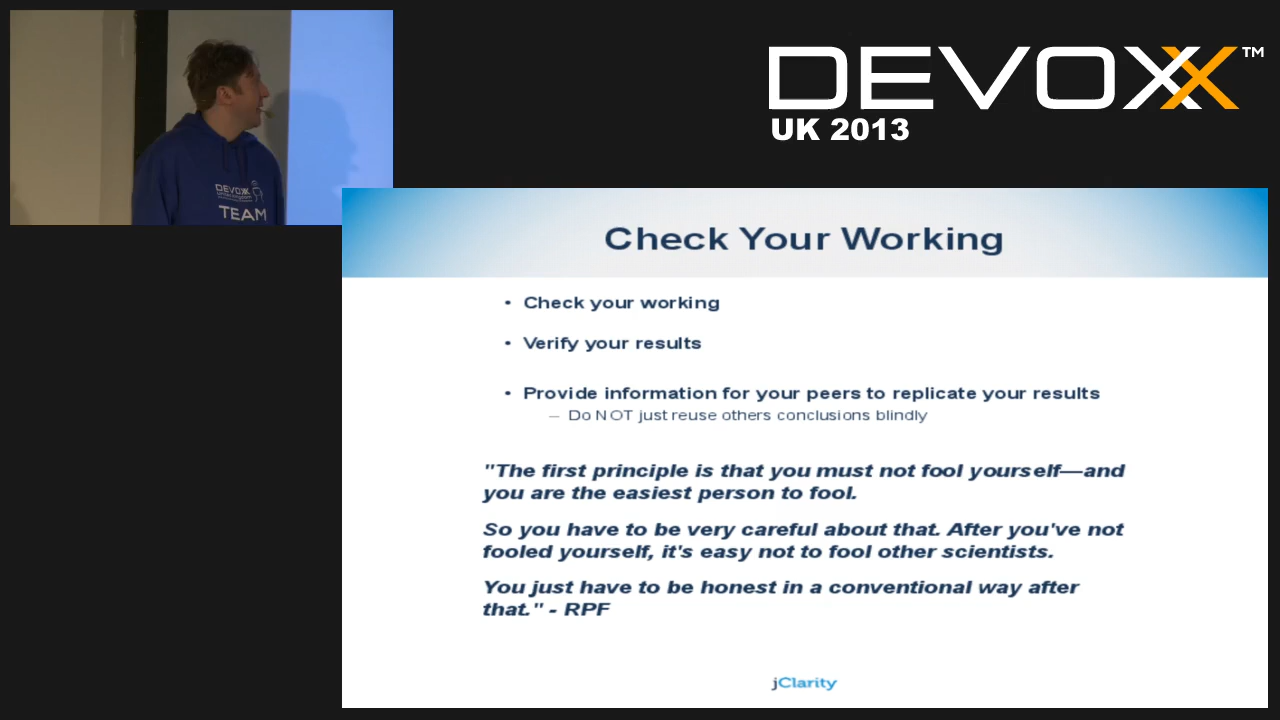 DEVOXX™
UK 2013
DEVOXX
TEAM
Check Your Working
• Check your working
• Verify your results
• Provide information for your peers to replicate your results
– Do NOT just reuse others conclusions blindly
"The first principle is that you must not fool yourself—and
you are the easiest person to fool.
So you have to be very careful about that. After you've not
fooled yourself, it's easy not to fool other scientists.
You just have to be honest in a conventional way after
that." - RPF
jClarity